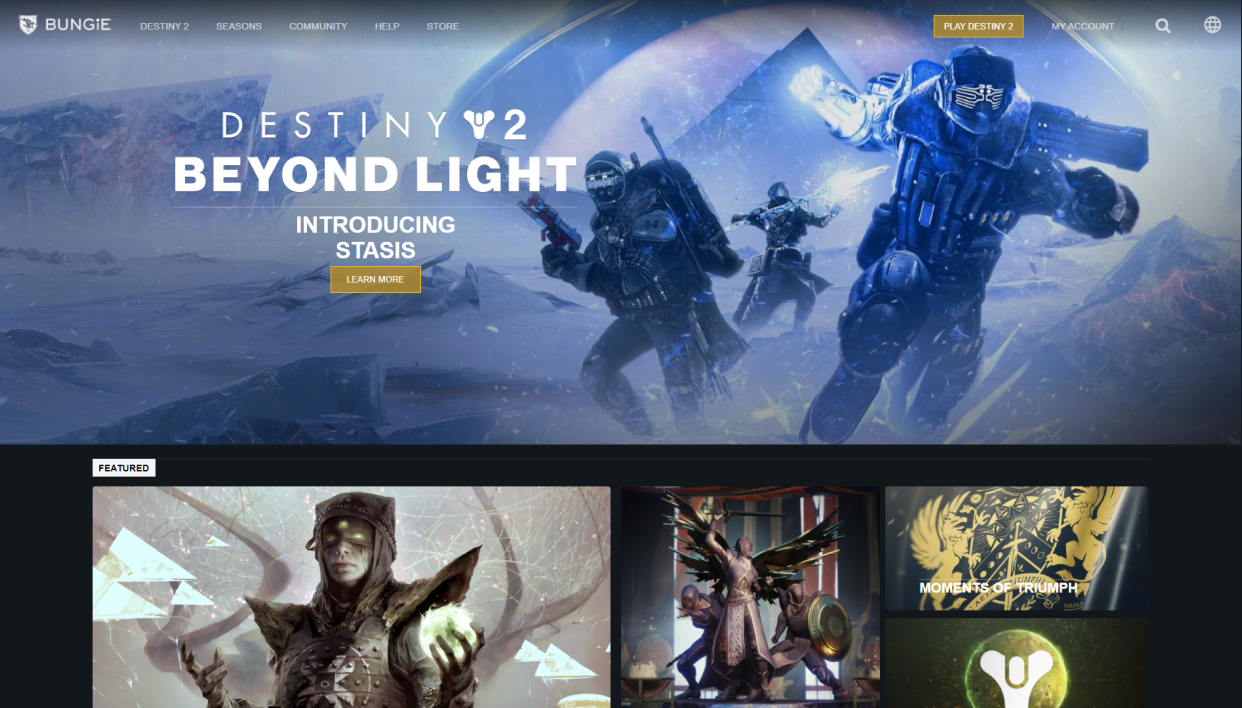 BUNGiE
DESTINY 2
SEASONS
COMMUNITY
HELP
STORE
PLAY DESTINY 2
MY ACCOUNT
DESTINY 2
BEYOND LIGHT
INTRODUCING
STASIS
LEARN MORE
FEATURED
MOMENTS OF TRIUMPH